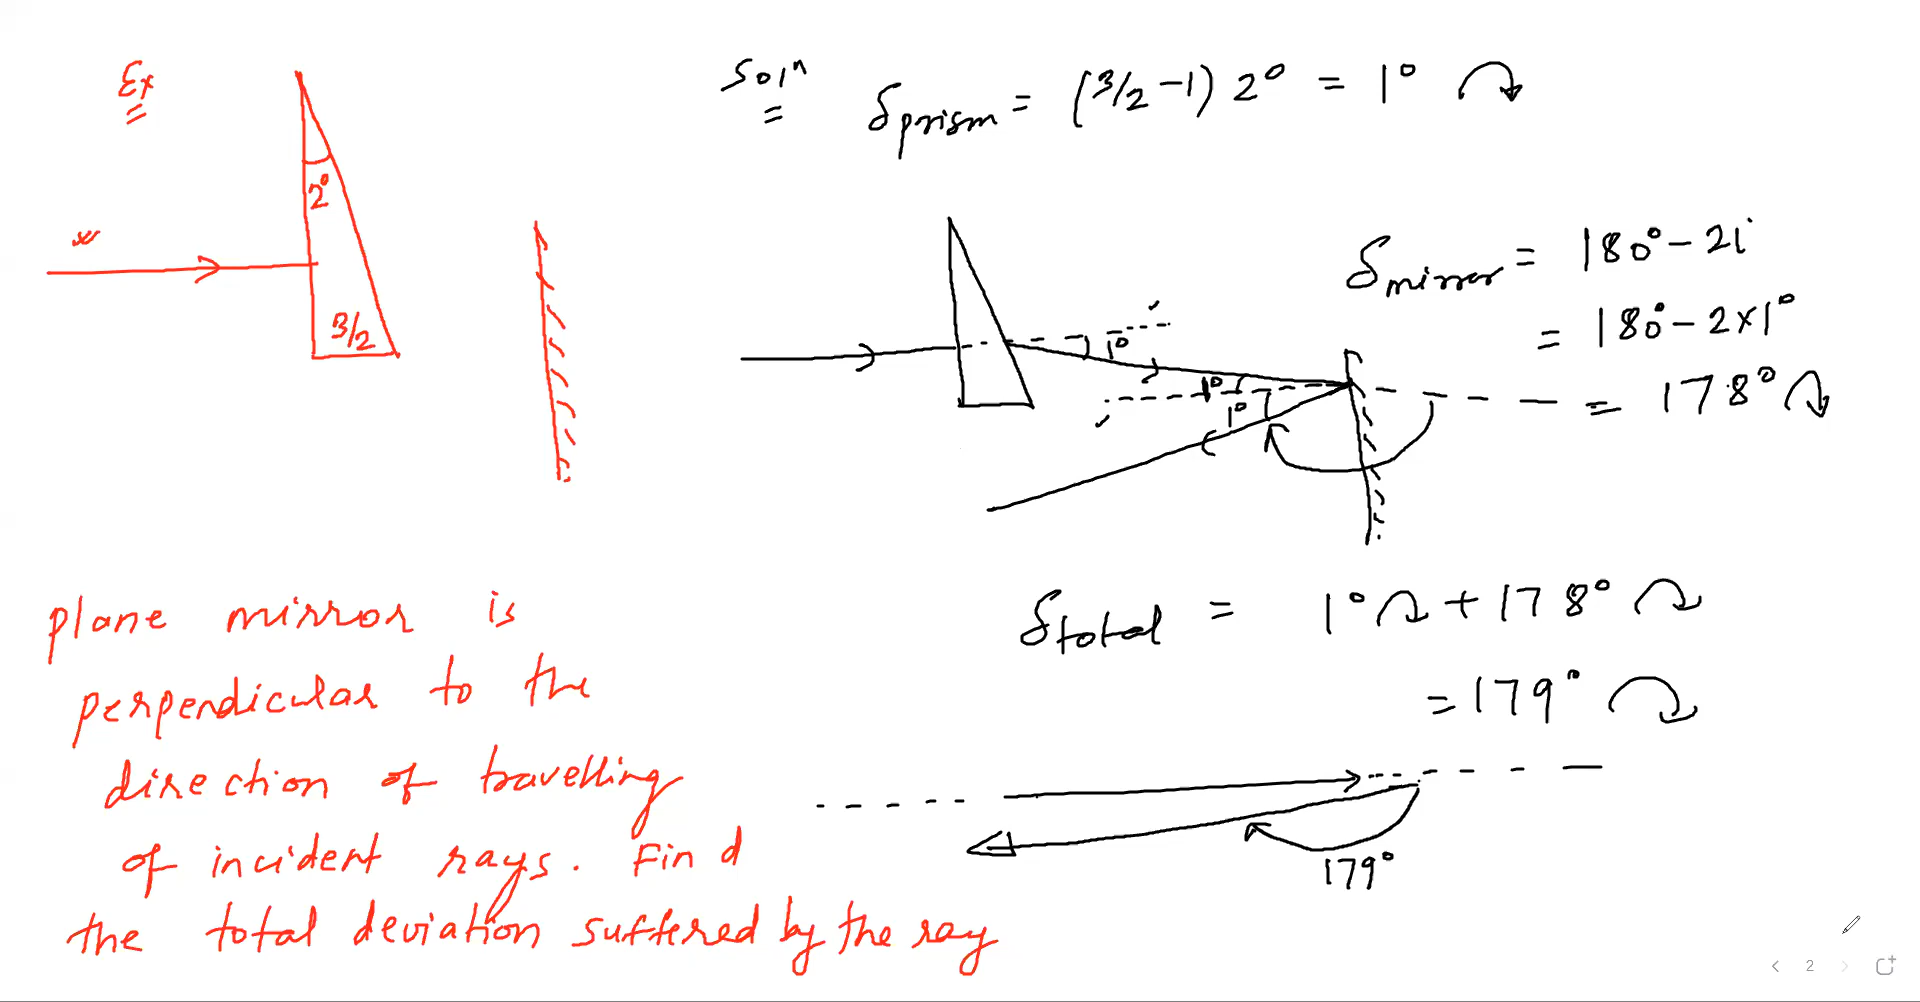 Ex
2°
3/2
plane mirror is
perpendicular to the
direction of travelling
of incident rays. Find
the total deviation suffered by the ray
Solⁿ
δprism = (3/2 -1) 2° = 1° ↷
1°
1°
1°
δmirror = 180° - 2i
= 180° - 2×1°
= 178° ↷
δtotal = 1° ↷ + 178° ↷
= 179° ↷
179°
2